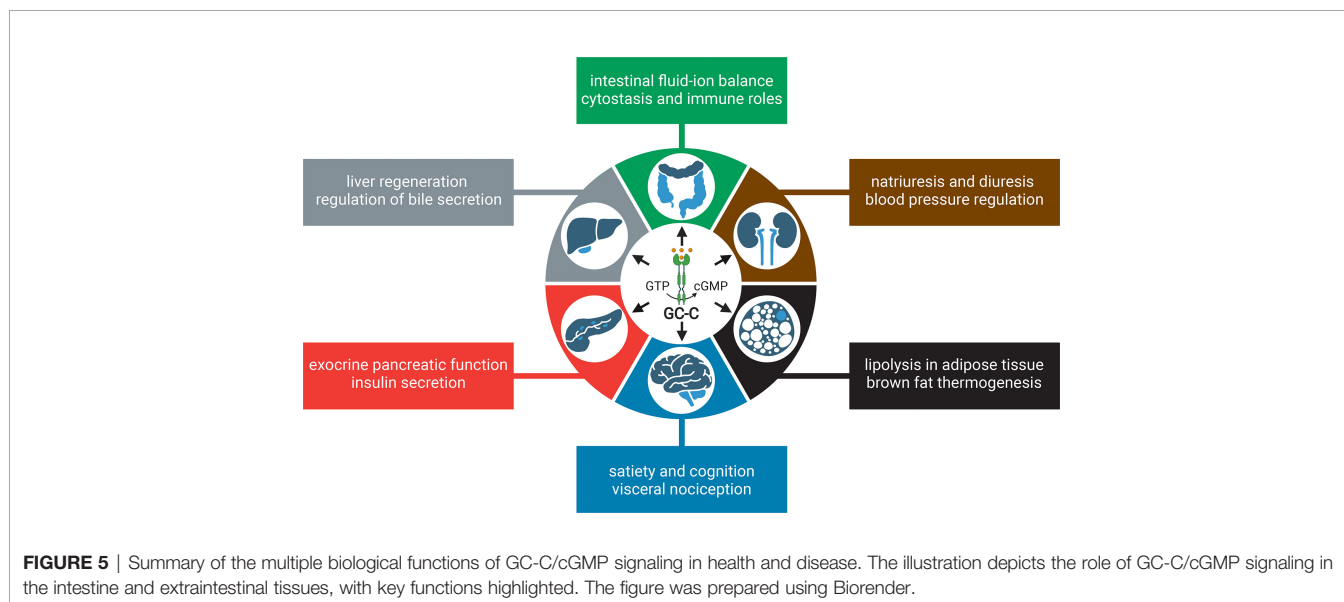 intestinal fluid-ion balance
cytostasis and immune roles
liver regeneration
regulation of bile secretion
natriuresis and diuresis
blood pressure regulation
GTP
cGMP
GC-C
exocrine pancreatic function
insulin secretion
lipolysis in adipose tissue
brown fat thermogenesis
satiety and cognition
visceral nociception
FIGURE 5 | Summary of the multiple biological functions of GC-C/cGMP signaling in health and disease. The illustration depicts the role of GC-C/cGMP signaling in
the intestine and extraintestinal tissues, with key functions highlighted. The figure was prepared using Biorender.